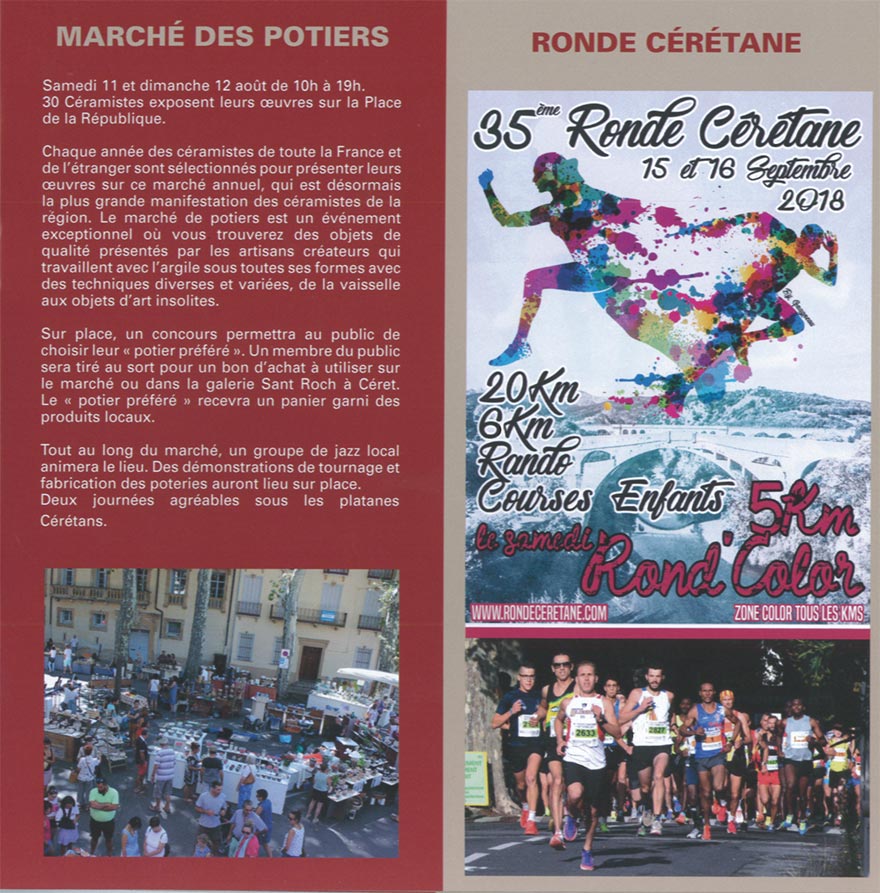 MARCHÉ DES POTIERS
Samedi 11 et dimanche 12 août de 10h à 19h.
30 Céramistes exposent leurs œuvres sur la Place
de la République.
Chaque année des céramistes de toute la France et
de l'étranger sont sélectionnés pour présenter leurs
œuvres sur ce marché annuel, qui est désormais
la plus grande manifestation des céramistes de la
règion. Le marché de potiers est un événement
exceptionnel où vous trouverez des objets de
qualité présentés par les artisans créateurs qui
travaillent avec l'argile sous toutes ses formes avec
des techniques diverses et variées, de la vaisselle
aux objets d'art insolites.
Sur place, un concours permettra au public de
choisir leur « potier préféré ». Un membre du public
sera tiré au sort pour un bon d'achat à utiliser sur
le marché ou dans la galerie Sant Roch à Céret.
Le « potier préféré » recevra un panier garni des
produits locaux.
Tout au long du marché, un groupe de jazz local
animera le lieu. Des démonstrations de tournage et
fabrication des poteries auront lieu sur place.
Deux journées agréables sous les platanes
Cérétans.
RONDE CÉRÉTANE
35ème Ronde Cérétane
15 et 16 Septembre
2018
20Km
6Km
Rando
Courses Enfants
5Km
le samedi
Rond'Color
WWW.RONDECERETANE.COM
ZONE COLOR TOUS LES KMS
2633
2627